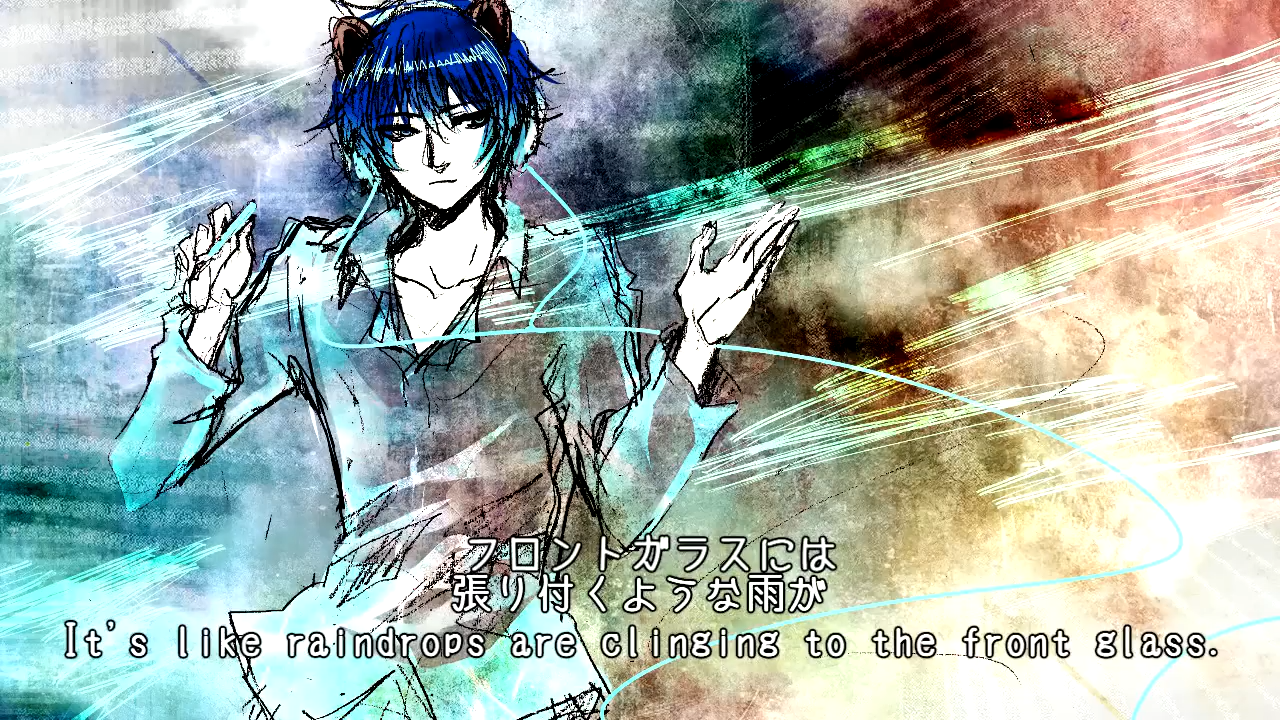 フロントガラスには
張り付くような雨が
It's like raindrops are clinging to the front glass.